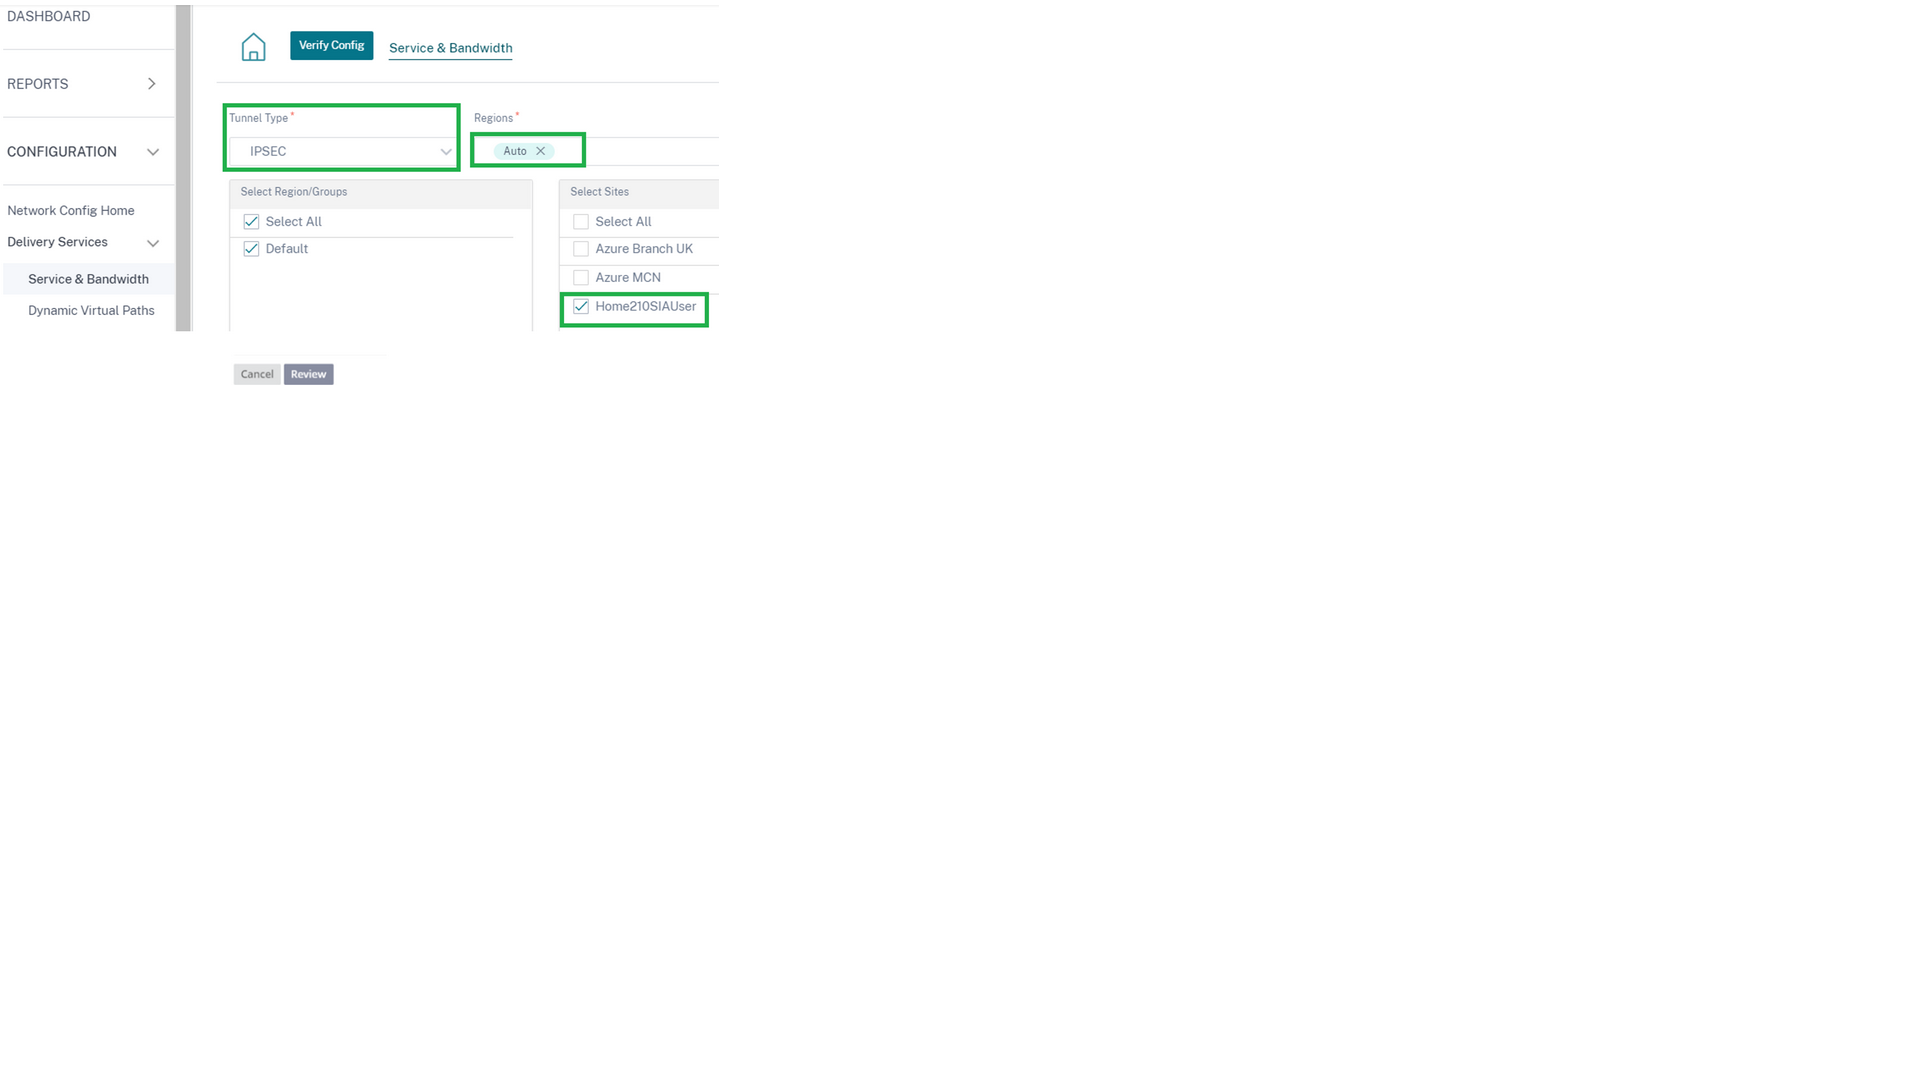 DASHBOARD
REPORTS
CONFIGURATION
Network Config Home
Delivery Services
Service & Bandwidth
Dynamic Virtual Paths
Verify Config
Service & Bandwidth
Tunnel Type *
IPSEC
Regions *
Auto
Select Region/Groups
Select All
Default
Select Sites
Select All
Azure Branch UK
Azure MCN
Home210SIAUser
Cancel
Review